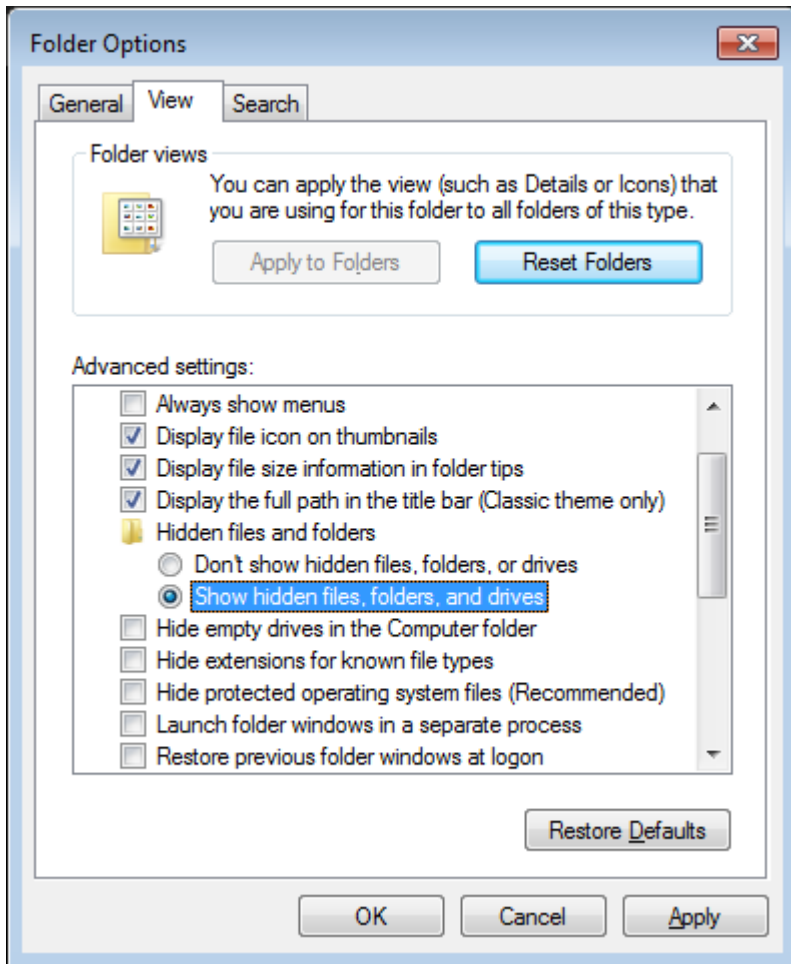 Folder Options
General View Search
Folder views
You can apply the view (such as Details or Icons) that
you are using for this folder to all folders of this type.
Apply to Folders Reset Folders
Advanced settings:
Always show menus
Display file icon on thumbnails
Display file size information in folder tips
Display the full path in the title bar (Classic theme only)
Hidden files and folders
Don't show hidden files, folders, or drives
Show hidden files, folders, and drives
Hide empty drives in the Computer folder
Hide extensions for known file types
Hide protected operating system files (Recommended)
Launch folder windows in a separate process
Restore previous folder windows at logon
Restore Defaults
OK Cancel Apply